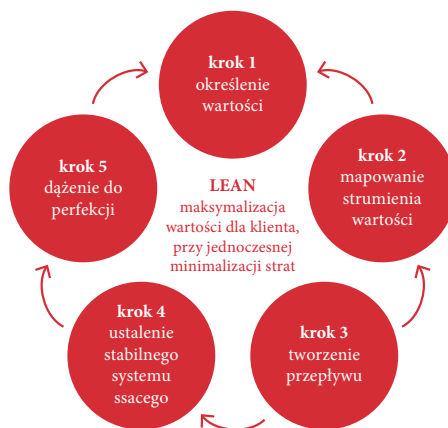 krok 1
określenie
wartości
krok 2
mapowanie
strumienia
wartości
krok 3
tworzenie
przepływu
krok 4
ustalenie
stabilnego
systemu
ssacego
krok 5
dążenie do
perfekcji
LEAN
maksymalizacja
wartości dla klienta,
przy jednoczesnej
minimalizacji strat